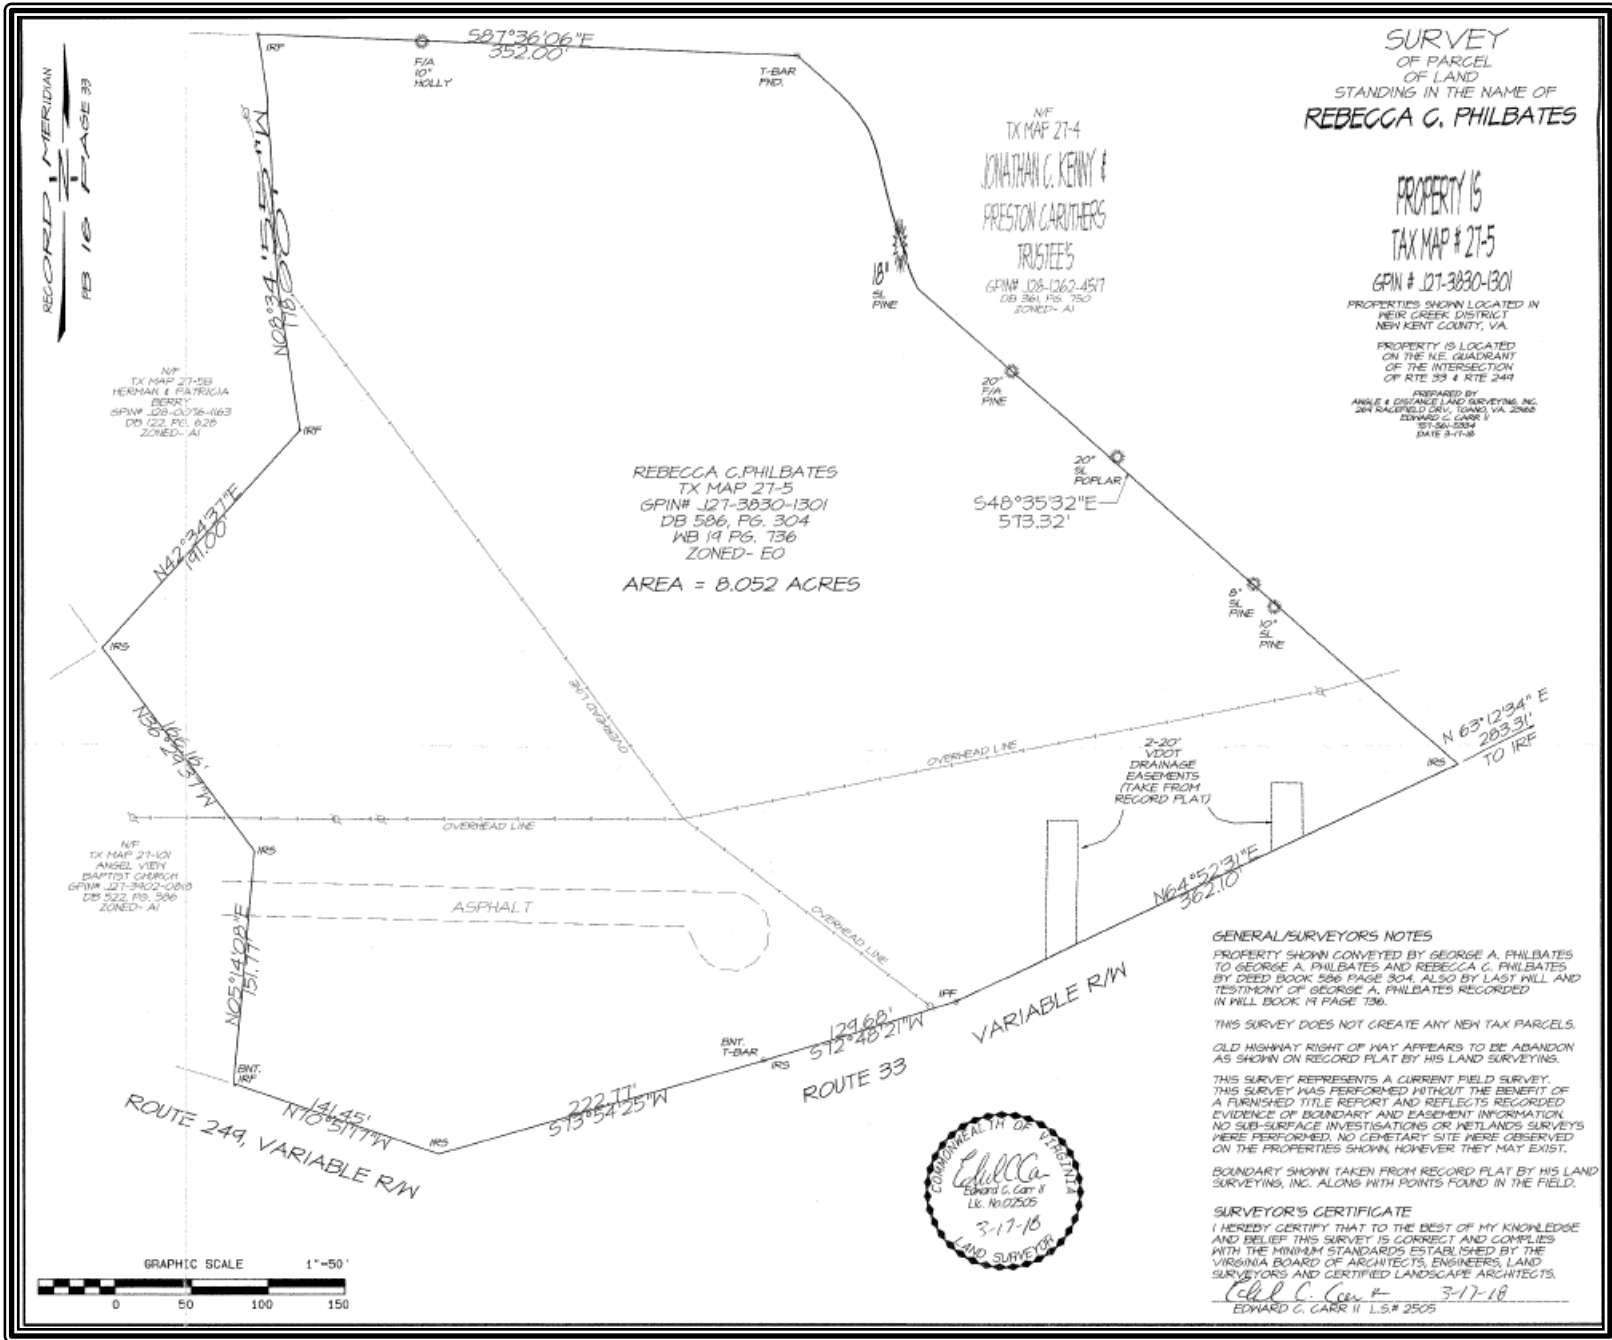 SURVEY
OF PARCEL
OF LAND
STANDING IN THE NAME OF
REBECCA C. PHILBATES
PROPERTY IS
TAX MAP # 27-5
GPIN # J27-3830-1301
PROPERTIES SHOWN LOCATED IN
WEIR CREEK DISTRICT
NEW KENT COUNTY, VA.
PROPERTY IS LOCATED
ON THE N.E. QUADRANT
OF THE INTERSECTION
OF RTE 33 & RTE 249
PREPARED BY
ANGLE & DISTANCE LAND SURVEYING, INC.
TOANO, VA.
EDWARD C. CARR II
DATE 3-17-18
RECORD MERIDIAN
N
PB 16 PAGE 33
IRF
F/A
10"
HOLLY
S87°36'06"E
352.00'
T-BAR
FND.
N/F
TX MAP 27-4
JONATHAN C. KENNY &
PRESTON CARUTHERS
TRUSTEE'S
GPIN# J28-1262-4517
DB 361, PG. 750
ZONED- A1
N08°34'55"W
18"
SL
PINE
20"
F/A
PINE
20"
SL
POPLAR
S48°35'32"E
573.32'
8"
SL
PINE
10"
SL
PINE
N/F
TX MAP 27-5B
HERMAN & PATRICIA
BERRY
GPIN# J28-0076-1163
DB 122, PG. 628
ZONED- A1
IRF
N42°34'37"E
191.00'
IRS
REBECCA C.PHILBATES
TX MAP 27-5
GPIN# J27-3830-1301
DB 586, PG. 304
WB 19 PG. 736
ZONED- EO
AREA = 8.052 ACRES
OVERHEAD LINE
OVERHEAD LINE
OVERHEAD LINE
OVERHEAD LINE
N36°29'37"W
166.16'
IRS
N/F
TX MAP 27-101
ANGEL VIEW
BAPTIST CHURCH
GPIN# J27-3902-0818
DB 522, PG. 586
ZONED- A1
ASPHALT
N05°14'08"E
151.77'
BNT.
IRF
2-20'
VDOT
DRAINAGE
EASEMENTS
(TAKE FROM
RECORD PLAT)
IRS
N 63°12'34" E
283.31'
TO IRF
N64°52'31"E
362.10'
IPF
129.68'
S72°48'21"W
BNT.
T-BAR
IRS
222.77'
S73°54'25"W
IRS
141.45'
N70°51'17"W
ROUTE 249, VARIABLE R/W
ROUTE 33
VARIABLE R/W
GENERAL/SURVEYORS NOTES
PROPERTY SHOWN CONVEYED BY GEORGE A. PHILBATES
TO GEORGE A. PHILBATES AND REBECCA C. PHILBATES
BY DEED BOOK 586 PAGE 304. ALSO BY LAST WILL AND
TESTIMONY OF GEORGE A. PHILBATES RECORDED
IN WILL BOOK 19 PAGE 736.
THIS SURVEY DOES NOT CREATE ANY NEW TAX PARCELS.
OLD HIGHWAY RIGHT OF WAY APPEARS TO BE ABANDON
AS SHOWN ON RECORD PLAT BY HIS LAND SURVEYING.
THIS SURVEY REPRESENTS A CURRENT FIELD SURVEY.
THIS SURVEY WAS PERFORMED WITHOUT THE BENEFIT OF
A FURNISHED TITLE REPORT AND REFLECTS RECORDED
EVIDENCE OF BOUNDARY AND EASEMENT INFORMATION.
NO SUB-SURFACE INVESTIGATIONS OR WETLANDS SURVEYS
WERE PERFORMED. NO CEMETARY SITE WERE OBSERVED
ON THE PROPERTIES SHOWN, HOWEVER THEY MAY EXIST.
BOUNDARY SHOWN TAKEN FROM RECORD PLAT BY HIS LAND
SURVEYING, INC. ALONG WITH POINTS FOUND IN THE FIELD.
SURVEYOR'S CERTIFICATE
I HEREBY CERTIFY THAT TO THE BEST OF MY KNOWLEDGE
AND BELIEF THIS SURVEY IS CORRECT AND COMPLIES
WITH THE MINIMUM STANDARDS ESTABLISHED BY THE
VIRGINIA BOARD OF ARCHITECTS, ENGINEERS, LAND
SURVEYORS AND CERTIFIED LANDSCAPE ARCHITECTS.
3-17-18
EDWARD C. CARR II L.S.# 2505
COMMONWEALTH OF VIRGINIA
Edward C. Carr II
Lic. No.02505
3-17-18
LAND SURVEYOR
GRAPHIC SCALE 1"=50'
0 50 100 150